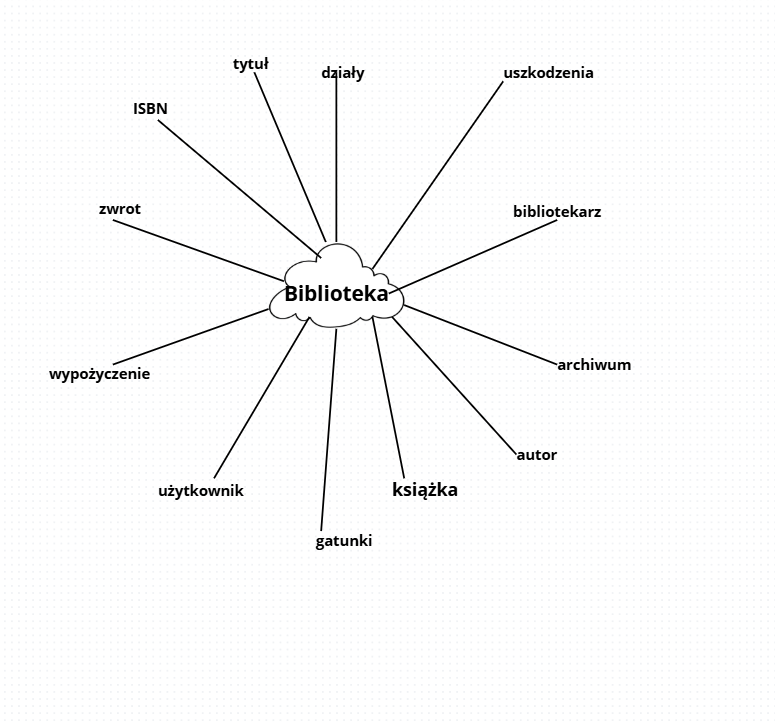 tytuł
działy
uszkodzenia
ISBN
zwrot
bibliotekarz
Biblioteka
wypożyczenie
archiwum
autor
użytkownik
książka
gatunki